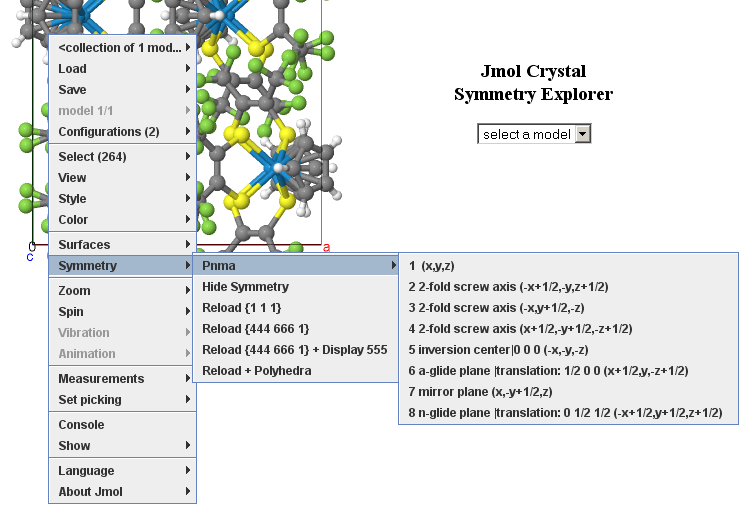 Jmol Crystal
Symmetry Explorer
select a model
<collection of 1 mod...
Load
Save
model 1/1
Configurations (2)
Select (264)
View
Style
Color
Surfaces
Symmetry
Zoom
Spin
Vibration
Animation
Measurements
Set picking
Console
Show
Language
About Jmol
0
c
a
Pnma
Hide Symmetry
Reload {1 1 1}
Reload {444 666 1}
Reload {444 666 1} + Display 555
Reload + Polyhedra
1 (x,y,z)
2 2-fold screw axis (-x+1/2,-y,z+1/2)
3 2-fold screw axis (-x,y+1/2,-z)
4 2-fold screw axis (x+1/2,-y+1/2,-z+1/2)
5 inversion center|0 0 0 (-x,-y,-z)
6 a-glide plane |translation: 1/2 0 0 (x+1/2,y,-z+1/2)
7 mirror plane (x,-y+1/2,z)
8 n-glide plane |translation: 0 1/2 1/2 (-x+1/2,y+1/2,z+1/2)